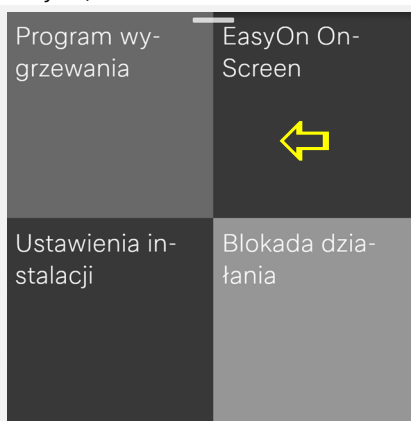 Program wy-
grzewania
EasyOn On-
Screen
Ustawienia in-
stalacji
Blokada dzia-
łania